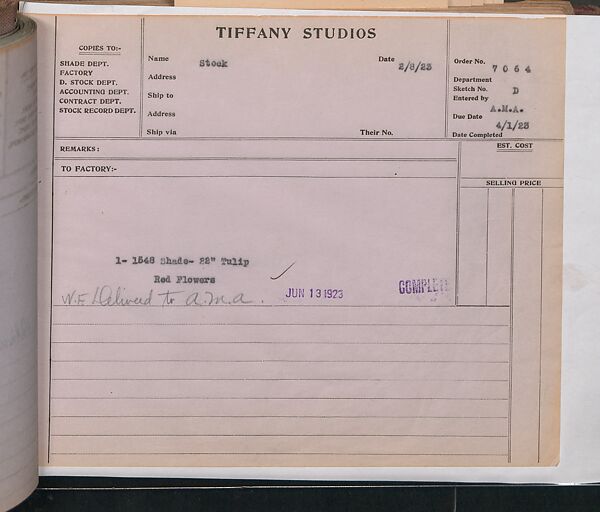 TIFFANY STUDIOS
COPIES TO:-
SHADE DEPT.
FACTORY
D. STOCK DEPT.
ACCOUNTING DEPT.
CONTRACT DEPT.
STOCK RECORD DEPT.
Name Stock Date 2/8/23
Address
Ship to
Address
Ship via Their No.
Order No. 7064
Department D
Sketch No.
Entered by A.M.A.
Due Date 4/1/23
Date Completed
REMARKS:
EST. COST
TO FACTORY:-
SELLING PRICE
1- 1548 Shade- 22" Tulip
Red Flowers
W.F. Delivered to A.M.A. JUN 13 1923 COMPLETE